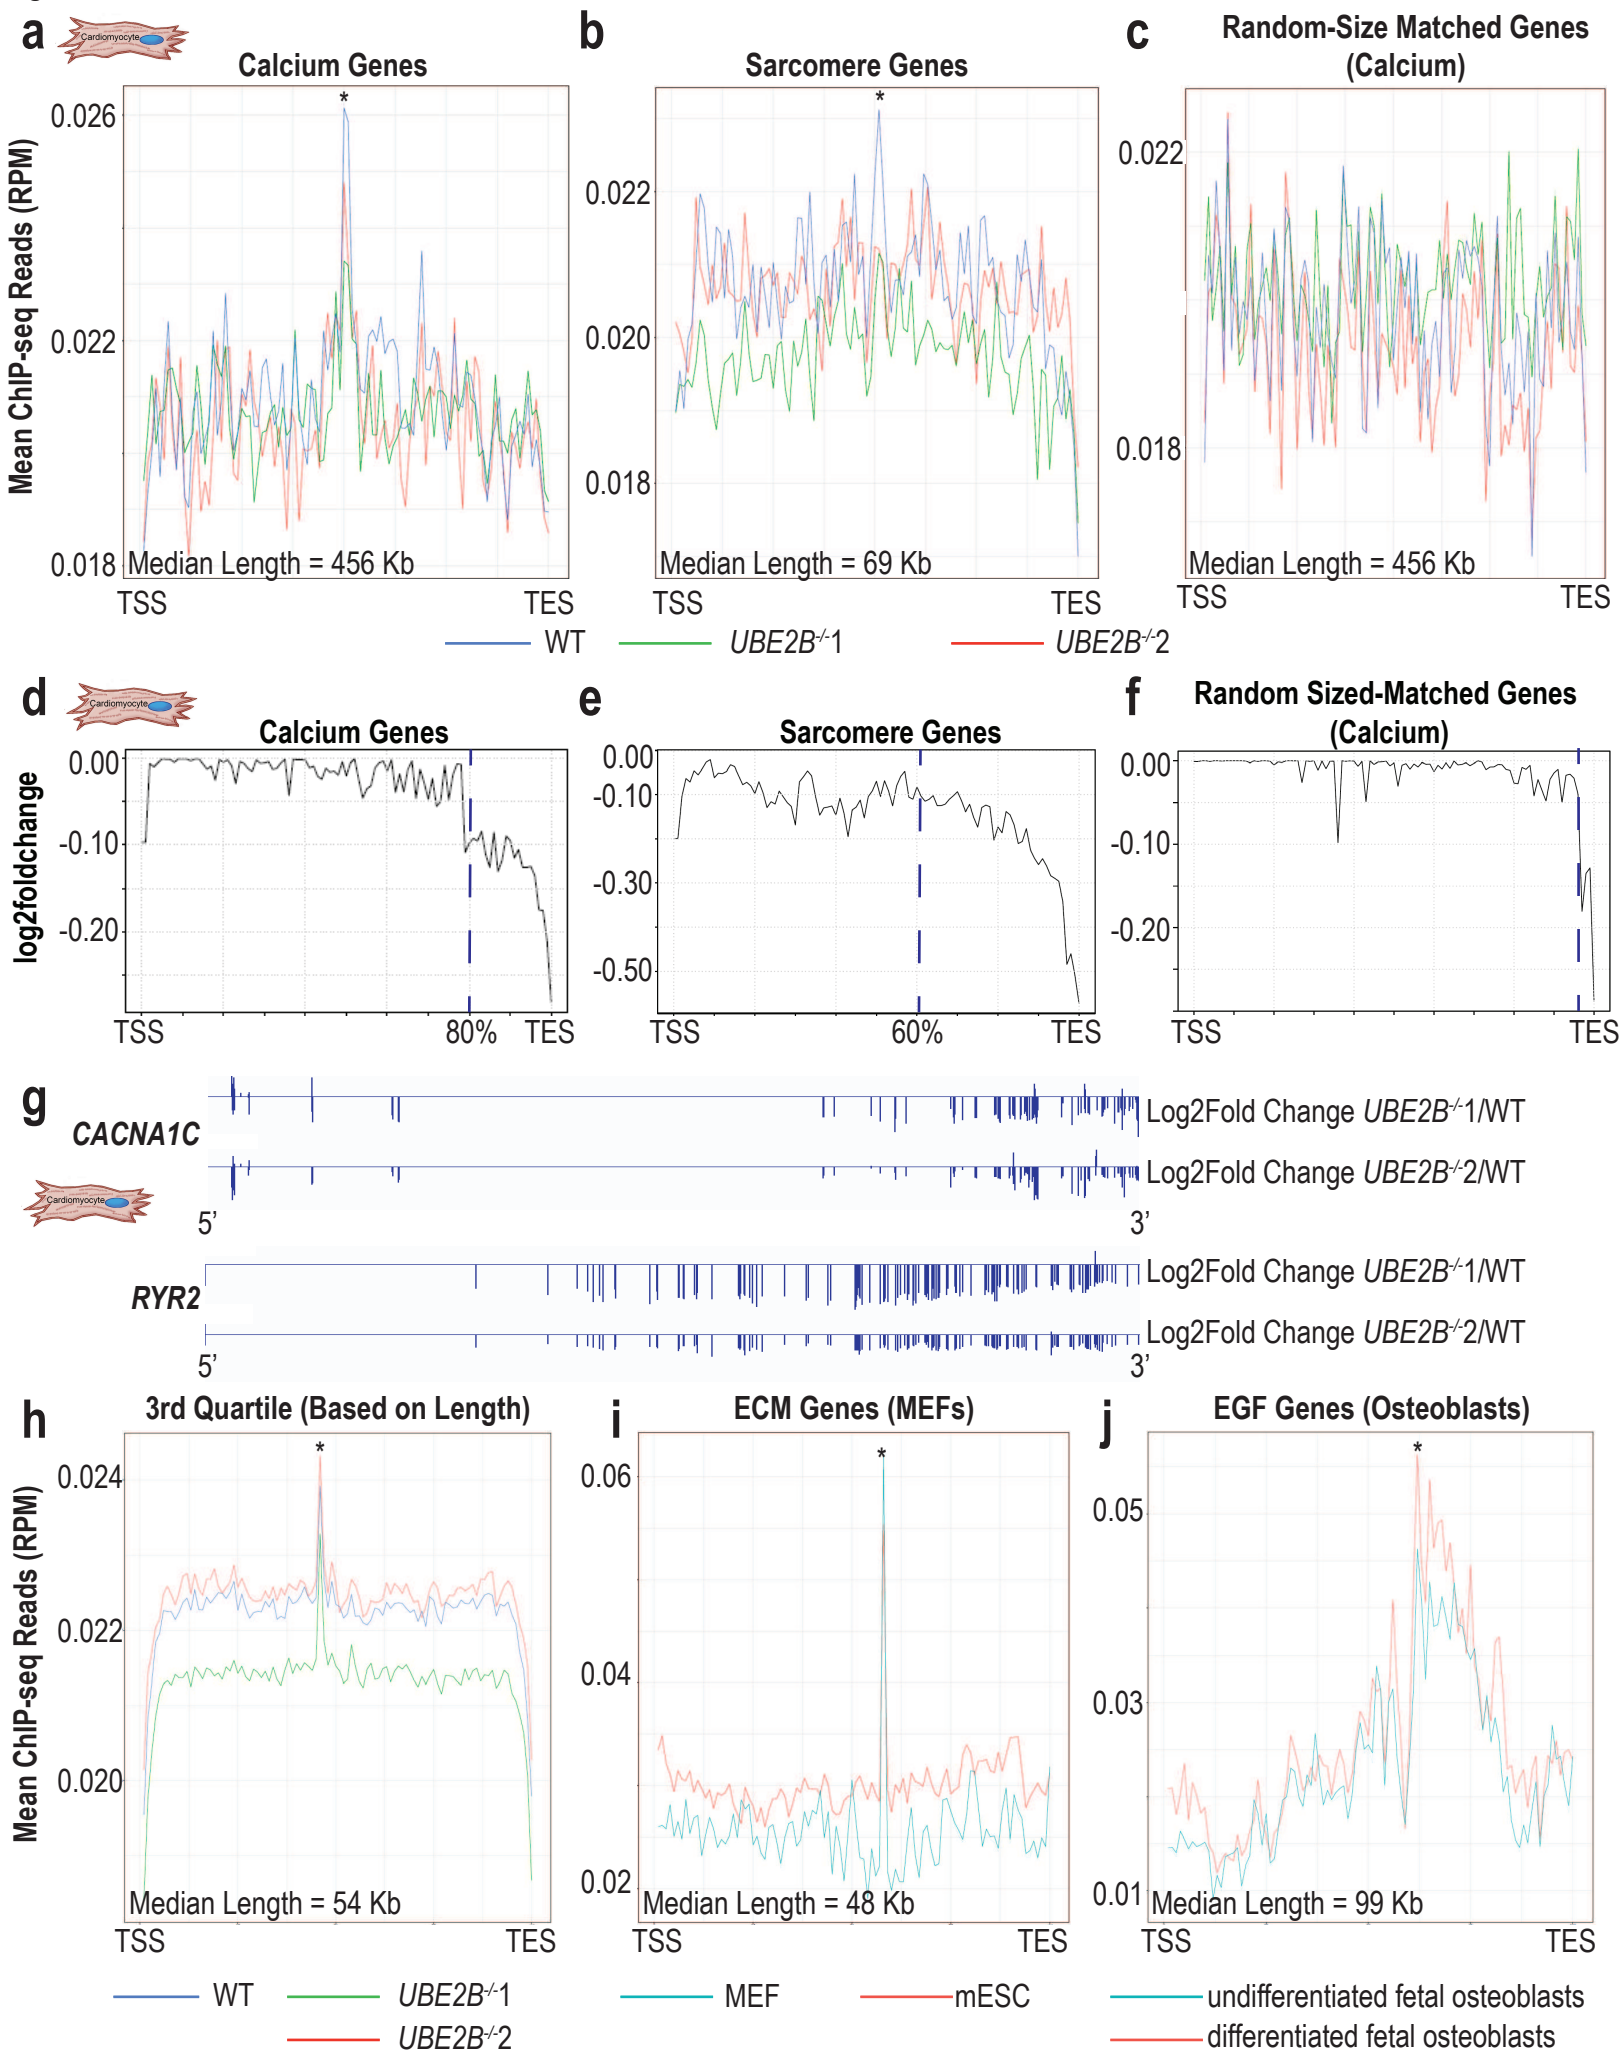 a
Cardiomyocyte
Calcium Genes
*
Mean ChIP-seq Reads (RPM)
0.026
0.022
0.018
Median Length = 456 Kb
TSS TES
b
Sarcomere Genes
*
0.022
0.020
0.018
Median Length = 69 Kb
TSS TES
c
Random-Size Matched Genes
(Calcium)
0.022
0.018
Median Length = 456 Kb
TSS TES
WT UBE2B-/-1 UBE2B-/-2
d
Cardiomyocyte
Calcium Genes
log2foldchange
0.00
-0.10
-0.20
TSS 80% TES
e
Sarcomere Genes
0.00
-0.10
-0.30
-0.50
TSS 60% TES
f
Random Sized-Matched Genes
(Calcium)
0.00
-0.10
-0.20
TSS TES
g
CACNA1C
Log2Fold Change UBE2B-/-1/WT
Log2Fold Change UBE2B-/-2/WT
Cardiomyocyte
5’ 3’
RYR2
Log2Fold Change UBE2B-/-1/WT
Log2Fold Change UBE2B-/-2/WT
5’ 3’
h
3rd Quartile (Based on Length)
*
Mean ChIP-seq Reads (RPM)
0.024
0.022
0.020
Median Length = 54 Kb
TSS TES
WT UBE2B-/-1
UBE2B-/-2
i
ECM Genes (MEFs)
*
0.06
0.04
0.02
Median Length = 48 Kb
TSS TES
MEF mESC
j
EGF Genes (Osteoblasts)
*
0.05
0.03
0.01
Median Length = 99 Kb
TSS TES
undifferentiated fetal osteoblasts
differentiated fetal osteoblasts